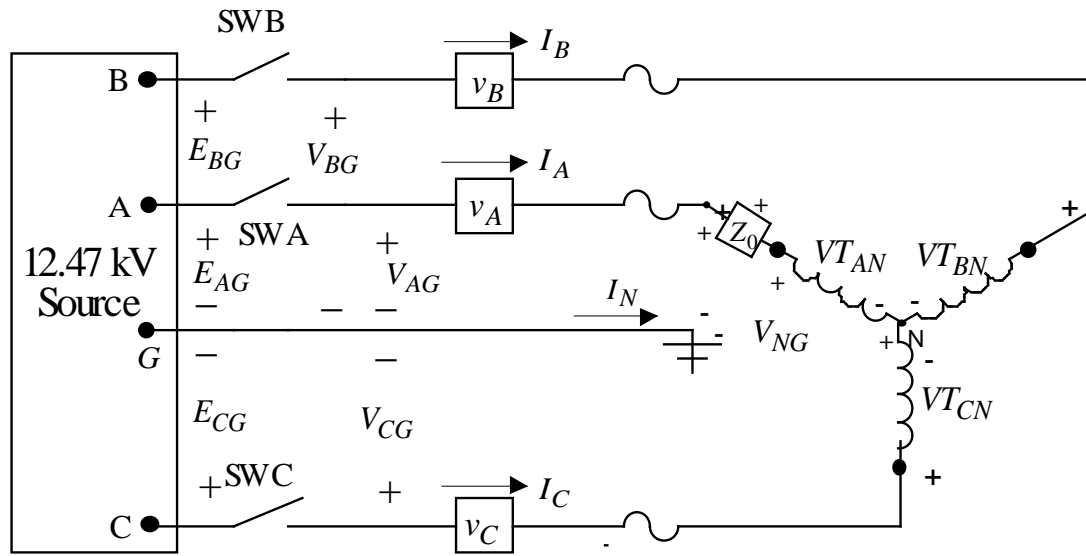 SWB
I_B
B
v_B
+
+
E_BG
V_BG
I_A
A
v_A
+
+
+
Z_0
+
SWA
+
12.47 kV
Source
+
E_AG
+
V_AG
VT_AN
VT_BN
+
I_N
-
-
−
−
−
-
-
V_NG
G
+
N
−
−
-
E_CG
V_CG
VT_CN
SWC
+
+
I_C
+
C
v_C
-